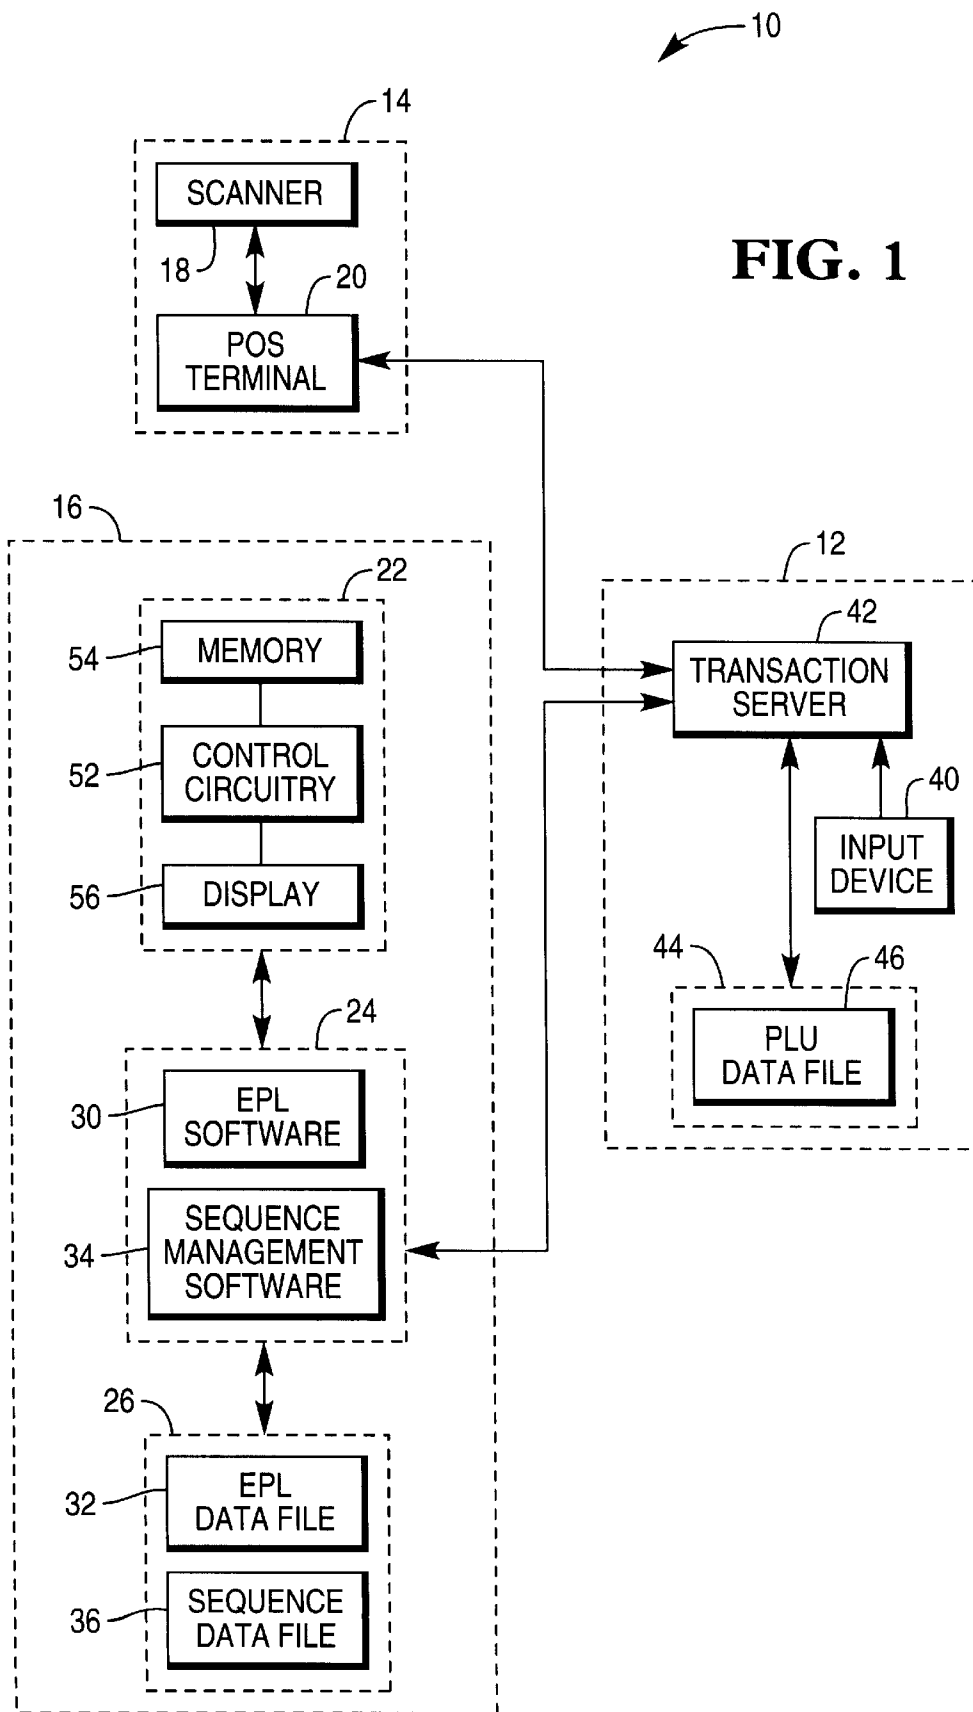 10
14
SCANNER
18
20
POS
TERMINAL
FIG. 1
16
22
54
MEMORY
52
CONTROL
CIRCUITRY
56
DISPLAY
24
30
EPL
SOFTWARE
34
SEQUENCE
MANAGEMENT
SOFTWARE
26
32
EPL
DATA FILE
36
SEQUENCE
DATA FILE
12
42
TRANSACTION
SERVER
40
INPUT
DEVICE
44
46
PLU
DATA FILE